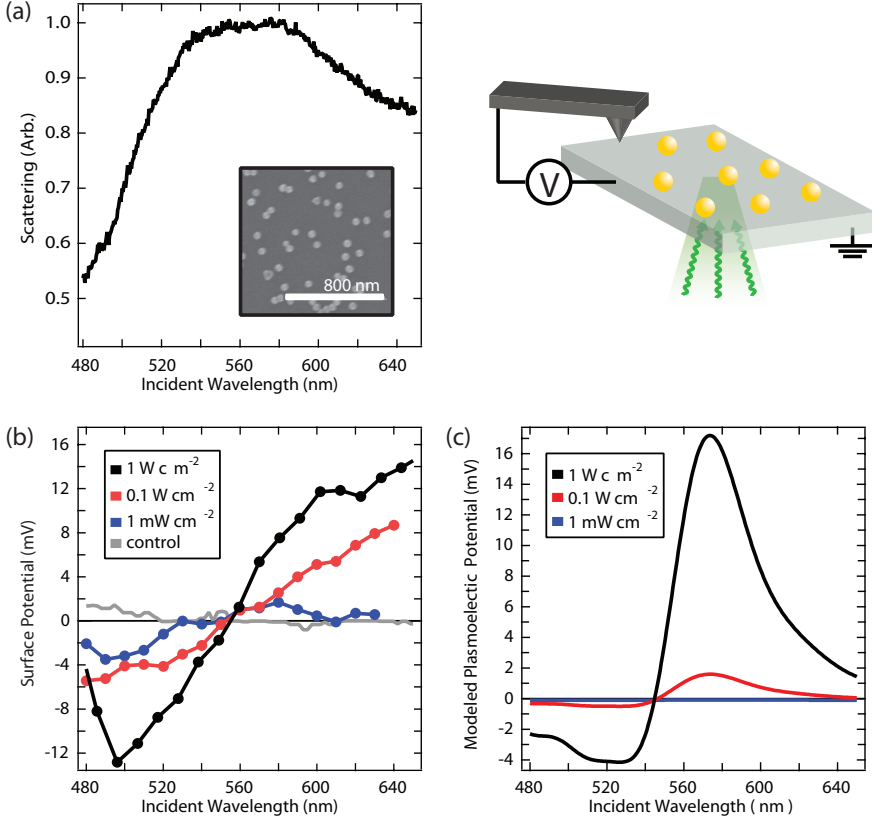 (a)
1.0
0.9
0.8
0.7
0.6
0.5
Scattering (Arb.)
800 nm
480
520
560
600
640
Incident Wavelength (nm)
V
(b)
16
12
8
4
0
-4
-8
-12
Surface Potential (mV)
1 W c m-2
0.1 W cm -2
1 mW cm -2
control
480
520
560
600
640
Incident Wavelength (nm)
(c)
16
14
12
10
8
6
4
2
0
-2
-4
Modeled Plasmoelectic Potential (mV)
1 W c m-2
0.1 W cm -2
1 mW cm -2
480
520
560
600
640
Incident Wavelength ( nm )